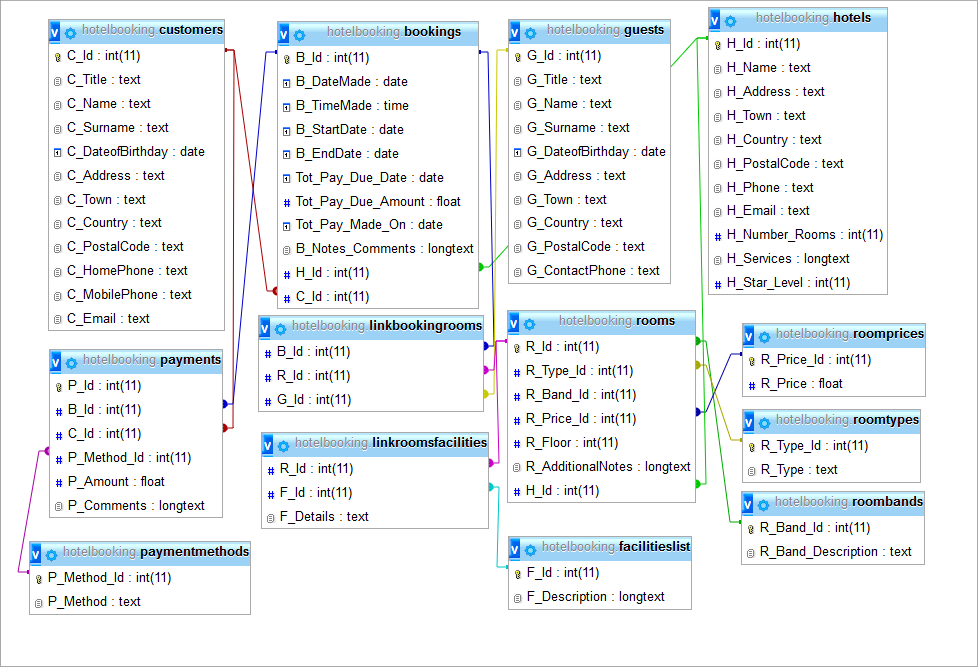 hotelbooking customers
C_Id : int(11)
C_Title : text
C_Name : text
C_Surname : text
C_DateofBirthday : date
C_Address : text
C_Town : text
C_Country : text
C_PostalCode : text
C_HomePhone : text
C_MobilePhone : text
C_Email : text
hotelbooking bookings
B_Id : int(11)
B_DateMade : date
B_TimeMade : time
B_StartDate : date
B_EndDate : date
Tot_Pay_Due_Date : date
Tot_Pay_Due_Amount : float
Tot_Pay_Made_On : date
B_Notes_Comments : longtext
H_Id : int(11)
C_Id : int(11)
hotelbooking guests
G_Id : int(11)
G_Title : text
G_Name : text
G_Surname : text
G_DateofBirthday : date
G_Address : text
G_Town : text
G_Country : text
G_PostalCode : text
G_ContactPhone : text
hotelbooking hotels
H_Id : int(11)
H_Name : text
H_Address : text
H_Town : text
H_Country : text
H_PostalCode : text
H_Phone : text
H_Email : text
H_Number_Rooms : int(11)
H_Services : longtext
H_Star_Level : int(11)
hotelbooking payments
P_Id : int(11)
B_Id : int(11)
C_Id : int(11)
P_Method_Id : int(11)
P_Amount : float
P_Comments : longtext
hotelbooking linkbookingrooms
B_Id : int(11)
R_Id : int(11)
G_Id : int(11)
hotelbooking rooms
R_Id : int(11)
R_Type_Id : int(11)
R_Band_Id : int(11)
R_Price_Id : int(11)
R_Floor : int(11)
R_AdditionalNotes : longtext
H_Id : int(11)
hotelbooking roomprices
R_Price_Id : int(11)
R_Price : float
hotelbooking roomtypes
R_Type_Id : int(11)
R_Type : text
hotelbooking linkroomsfacilities
R_Id : int(11)
F_Id : int(11)
F_Details : text
hotelbooking roombands
R_Band_Id : int(11)
R_Band_Description : text
hotelbooking paymentmethods
P_Method_Id : int(11)
P_Method : text
hotelbooking facilitieslist
F_Id : int(11)
F_Description : longtext